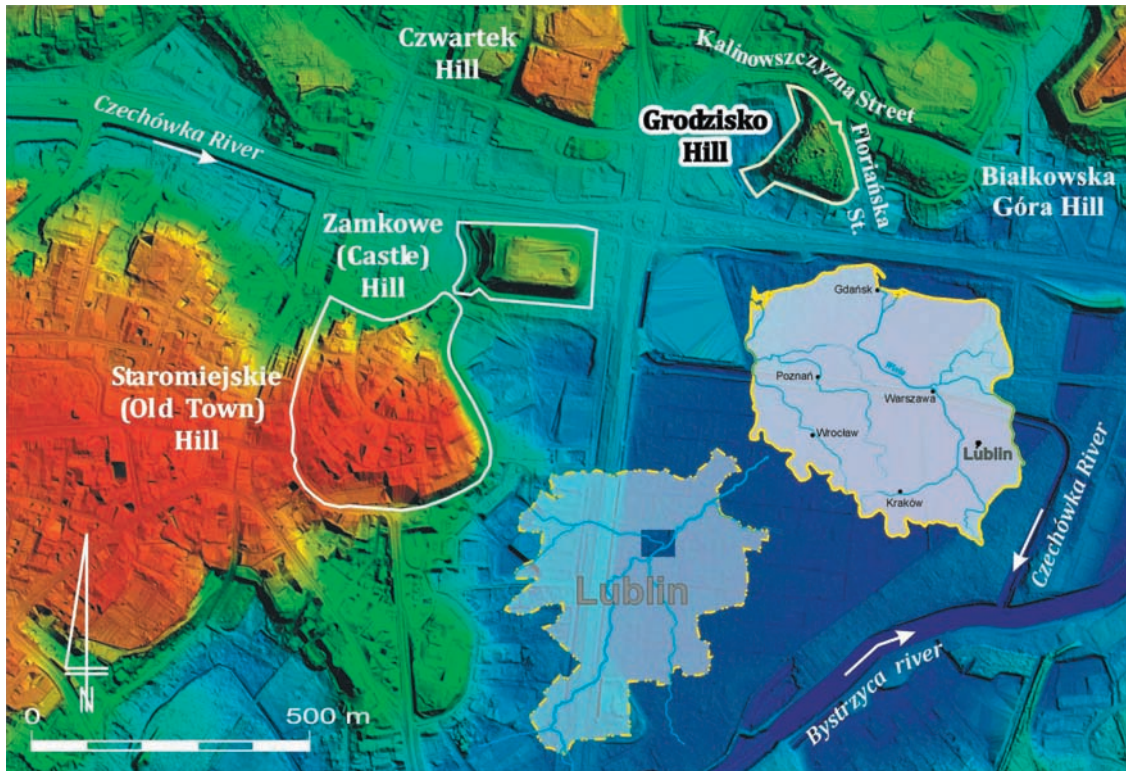 Czwartek
Hill
Kalinowszczyzna Street
Czechówka River
Grodzisko
Hill
Floriańska
St.
Białkowska
Góra Hill
Zamkowe
(Castle)
Hill
Staromiejskie
(Old Town)
Hill
Gdańsk
Poznań
Wisła
Warszawa
Wrocław
Lublin
Kraków
Lublin
Czechówka River
Bystrzyca river
N
0
500 m